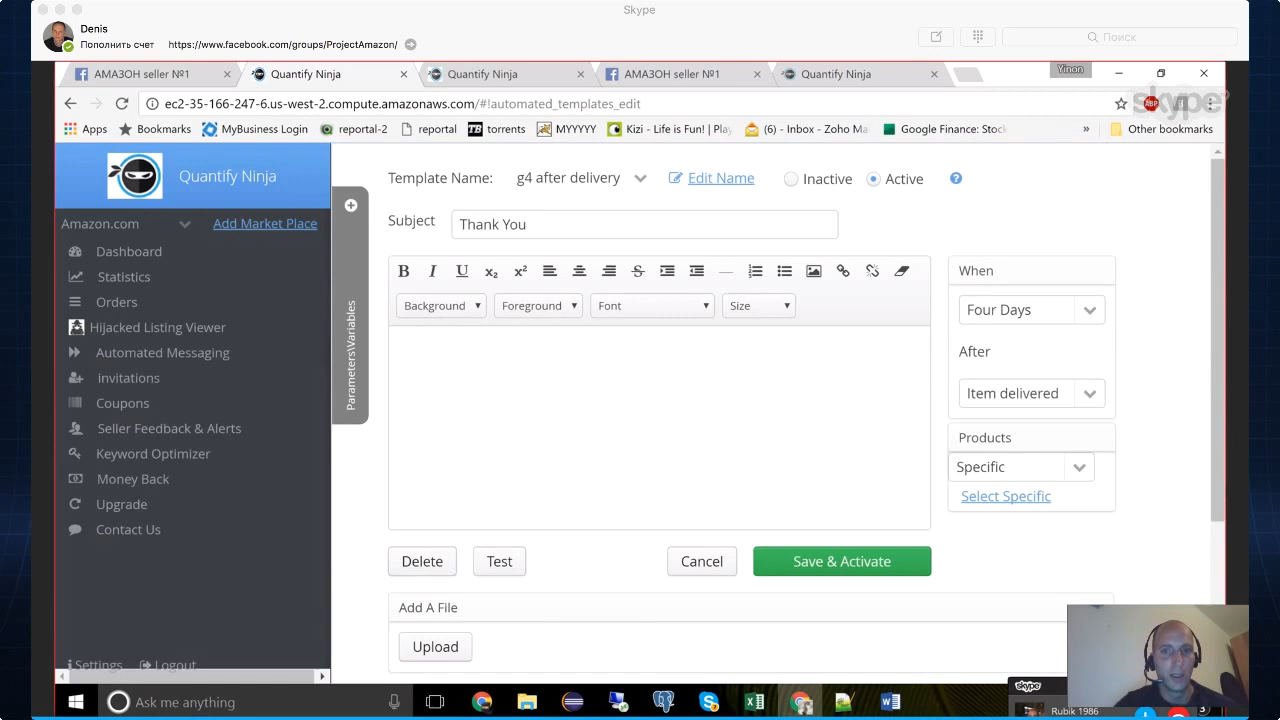 Skype
Denis
Пополнить счет https://www.facebook.com/groups/ProjectAmazon/
Поиск
АМАЗОН seller №1
Quantify Ninja
Quantify Ninja
АМАЗОН seller №1
Quantify Ninja
Yinon
ec2-35-166-247-6.us-west-2.compute.amazonaws.com/#!automated_templates_edit
skype
ABP
Apps
Bookmarks
MyBusiness Login
reportal-2
reportal
torrents
MYYYYY
Kizi - Life is Fun! | Play
(6) - Inbox - Zoho Ma
Google Finance: Stoc
»
Other bookmarks
Quantify Ninja
Amazon.com
Add Market Place
Dashboard
Statistics
Orders
Hijacked Listing Viewer
Automated Messaging
Invitations
Coupons
Seller Feedback & Alerts
Keyword Optimizer
Money Back
Upgrade
Contact Us
Settings
Logout
Parameters\Variables
Template Name: g4 after delivery
Edit Name
Inactive
Active
Subject
Thank You
B I U x₂ x² S
Background
Foreground
Font
Size
When
Four Days
After
Item delivered
Products
Specific
Select Specific
Delete
Test
Cancel
Save & Activate
Add A File
Upload
Ask me anything
skype
Rubik 1986